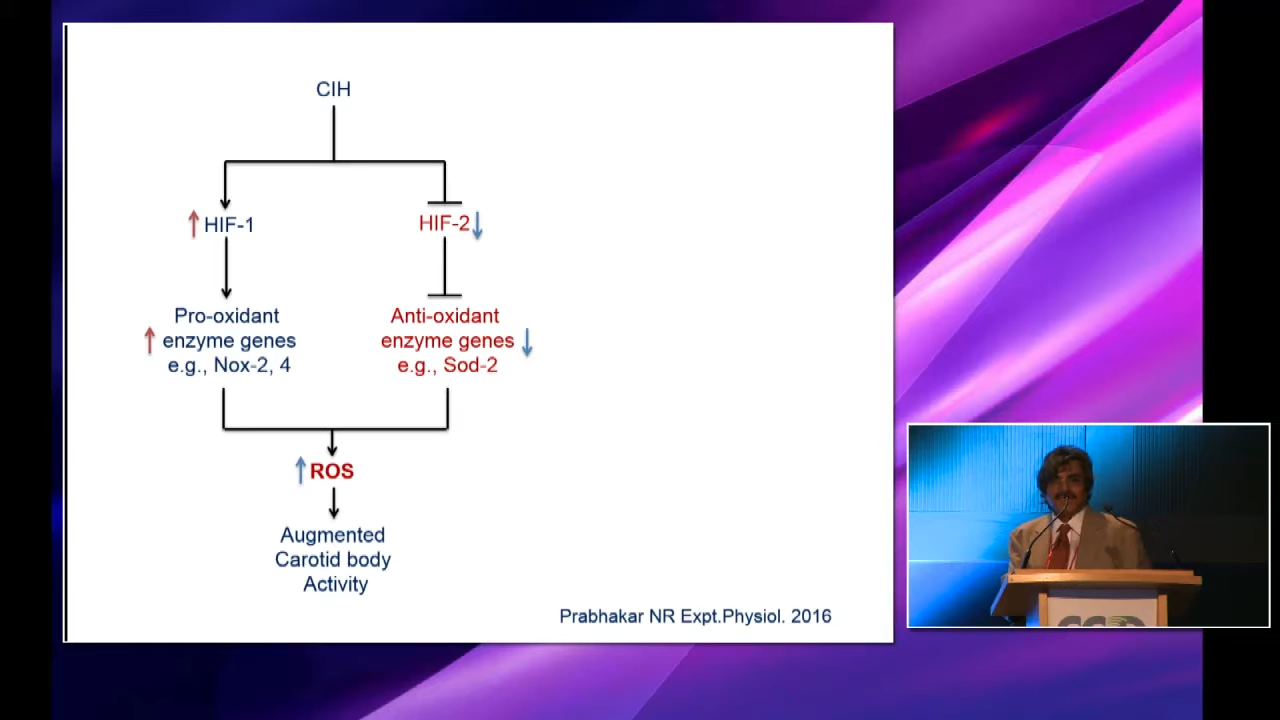 CIH
HIF-1
HIF-2
Pro-oxidant
enzyme genes
e.g., Nox-2, 4
Anti-oxidant
enzyme genes
e.g., Sod-2
ROS
Augmented
Carotid body
Activity
Prabhakar NR Expt.Physiol. 2016